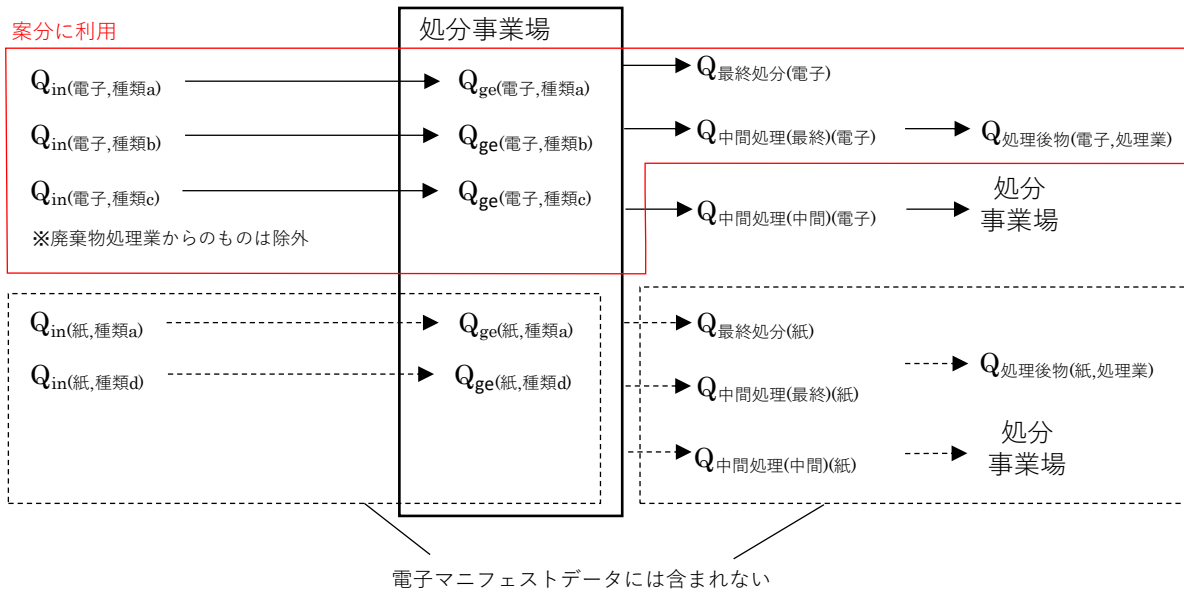 案分に利用
処分事業場
Qin(電子,種類a)
Qge(電子,種類a)
Q最終処分(電子)
Qin(電子,種類b)
Qge(電子,種類b)
Q中間処理(最終)(電子)
Q処理後物(電子,処理業)
Qin(電子,種類c)
Qge(電子,種類c)
Q中間処理(中間)(電子)
処分
事業場
※廃棄物処理業からのものは除外
Qin(紙,種類a)
Qge(紙,種類a)
Q最終処分(紙)
Qin(紙,種類d)
Qge(紙,種類d)
Q中間処理(最終)(紙)
Q処理後物(紙,処理業)
Q中間処理(中間)(紙)
処分
事業場
電子マニフェストデータには含まれない